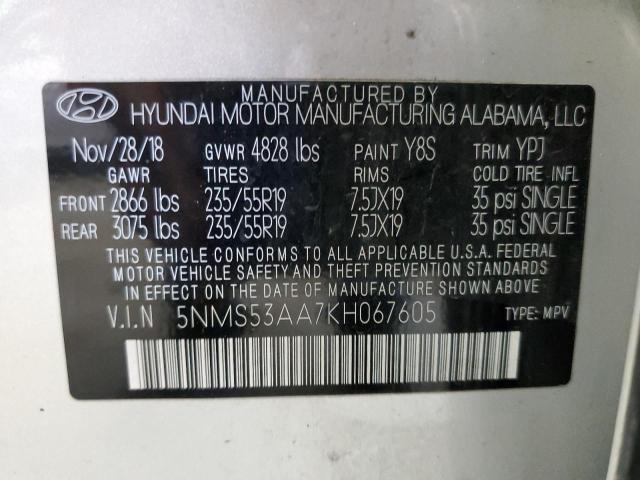 MANUFACTURED BY
HYUNDAI MOTOR MANUFACTURING ALABAMA, LLC
Nov/28/18 GVWR 4828 lbs PAINT Y8S TRIM YPJ
GAWR TIRES RIMS COLD TIRE INFL
FRONT 2866 lbs 235/55R19 7.5JX19 35 psi SINGLE
REAR 3075 lbs 235/55R19 7.5JX19 35 psi SINGLE
THIS VEHICLE CONFORMS TO ALL APPLICABLE U.S.A. FEDERAL
MOTOR VEHICLE SAFETY AND THEFT PREVENTION STANDARDS
IN EFFECT ON THE DATE OF MANUFACTURE SHOWN ABOVE.
V.I.N 5NMS53AA7KH067605 TYPE: MPV